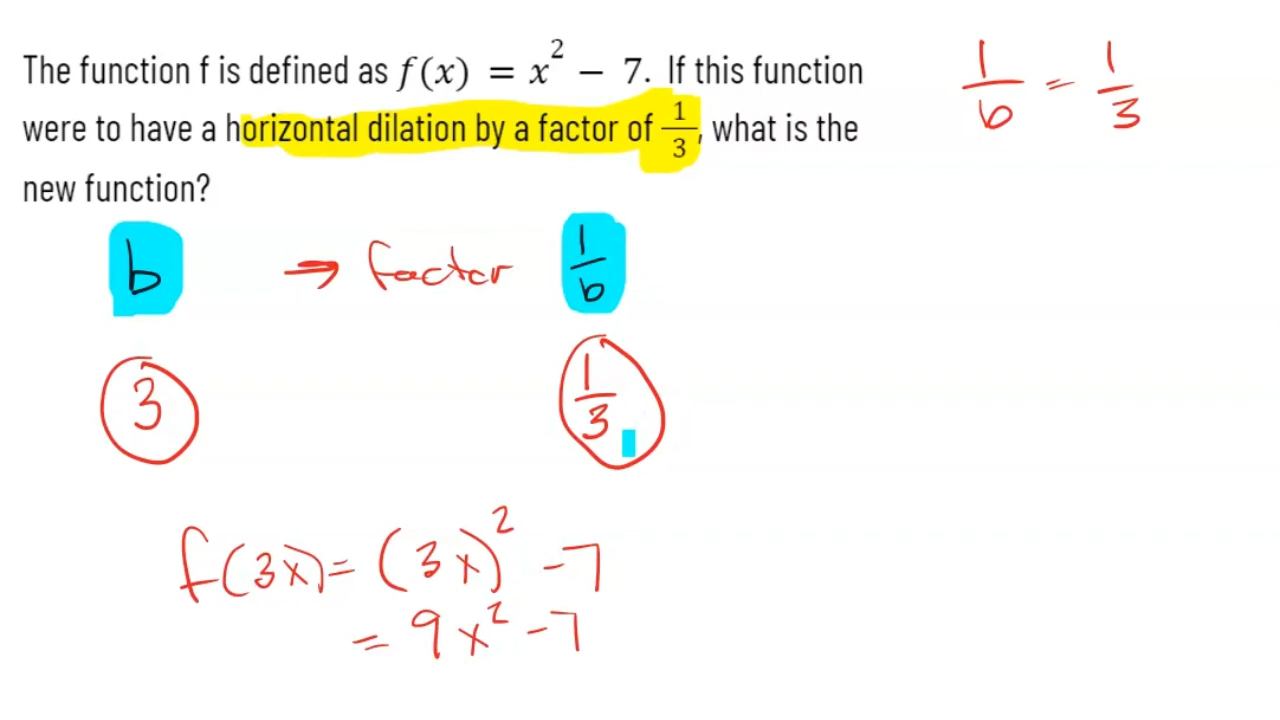 The function f is defined as f(x) = x² − 7. If this function
were to have a horizontal dilation by a factor of 1/3, what is the
new function?
1/b = 1/3
b → factor 1/b
3 1/3
f(3x) = (3x)² − 7
= 9x² − 7